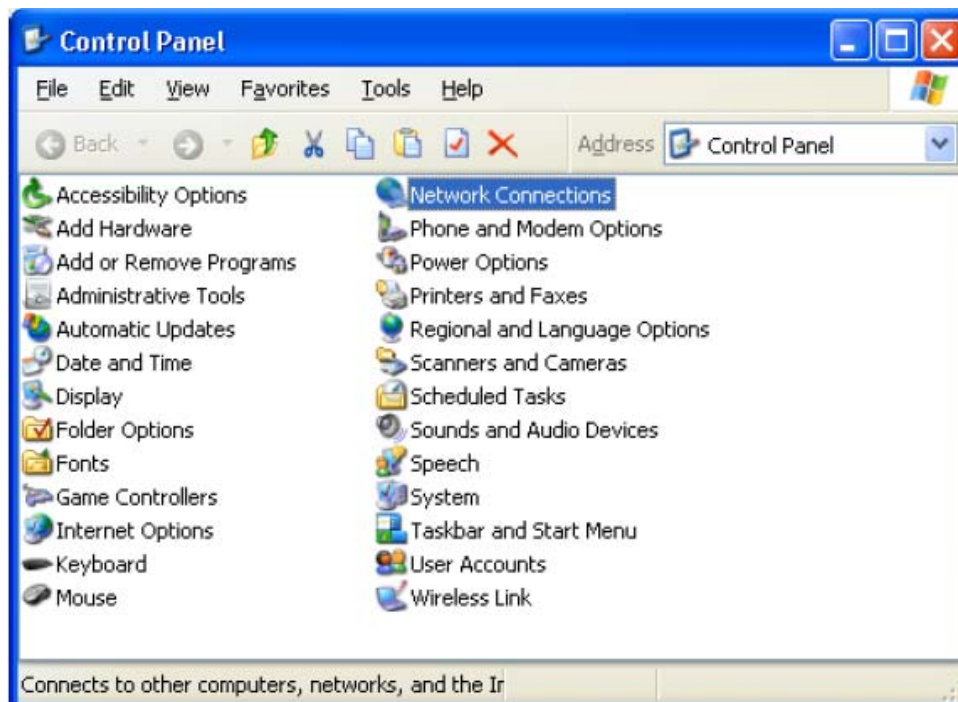 Control Panel
File Edit View Favorites Tools Help
Back Address Control Panel
Accessibility Options
Add Hardware
Add or Remove Programs
Administrative Tools
Automatic Updates
Date and Time
Display
Folder Options
Fonts
Game Controllers
Internet Options
Keyboard
Mouse
Network Connections
Phone and Modem Options
Power Options
Printers and Faxes
Regional and Language Options
Scanners and Cameras
Scheduled Tasks
Sounds and Audio Devices
Speech
System
Taskbar and Start Menu
User Accounts
Wireless Link
Connects to other computers, networks, and the Ir